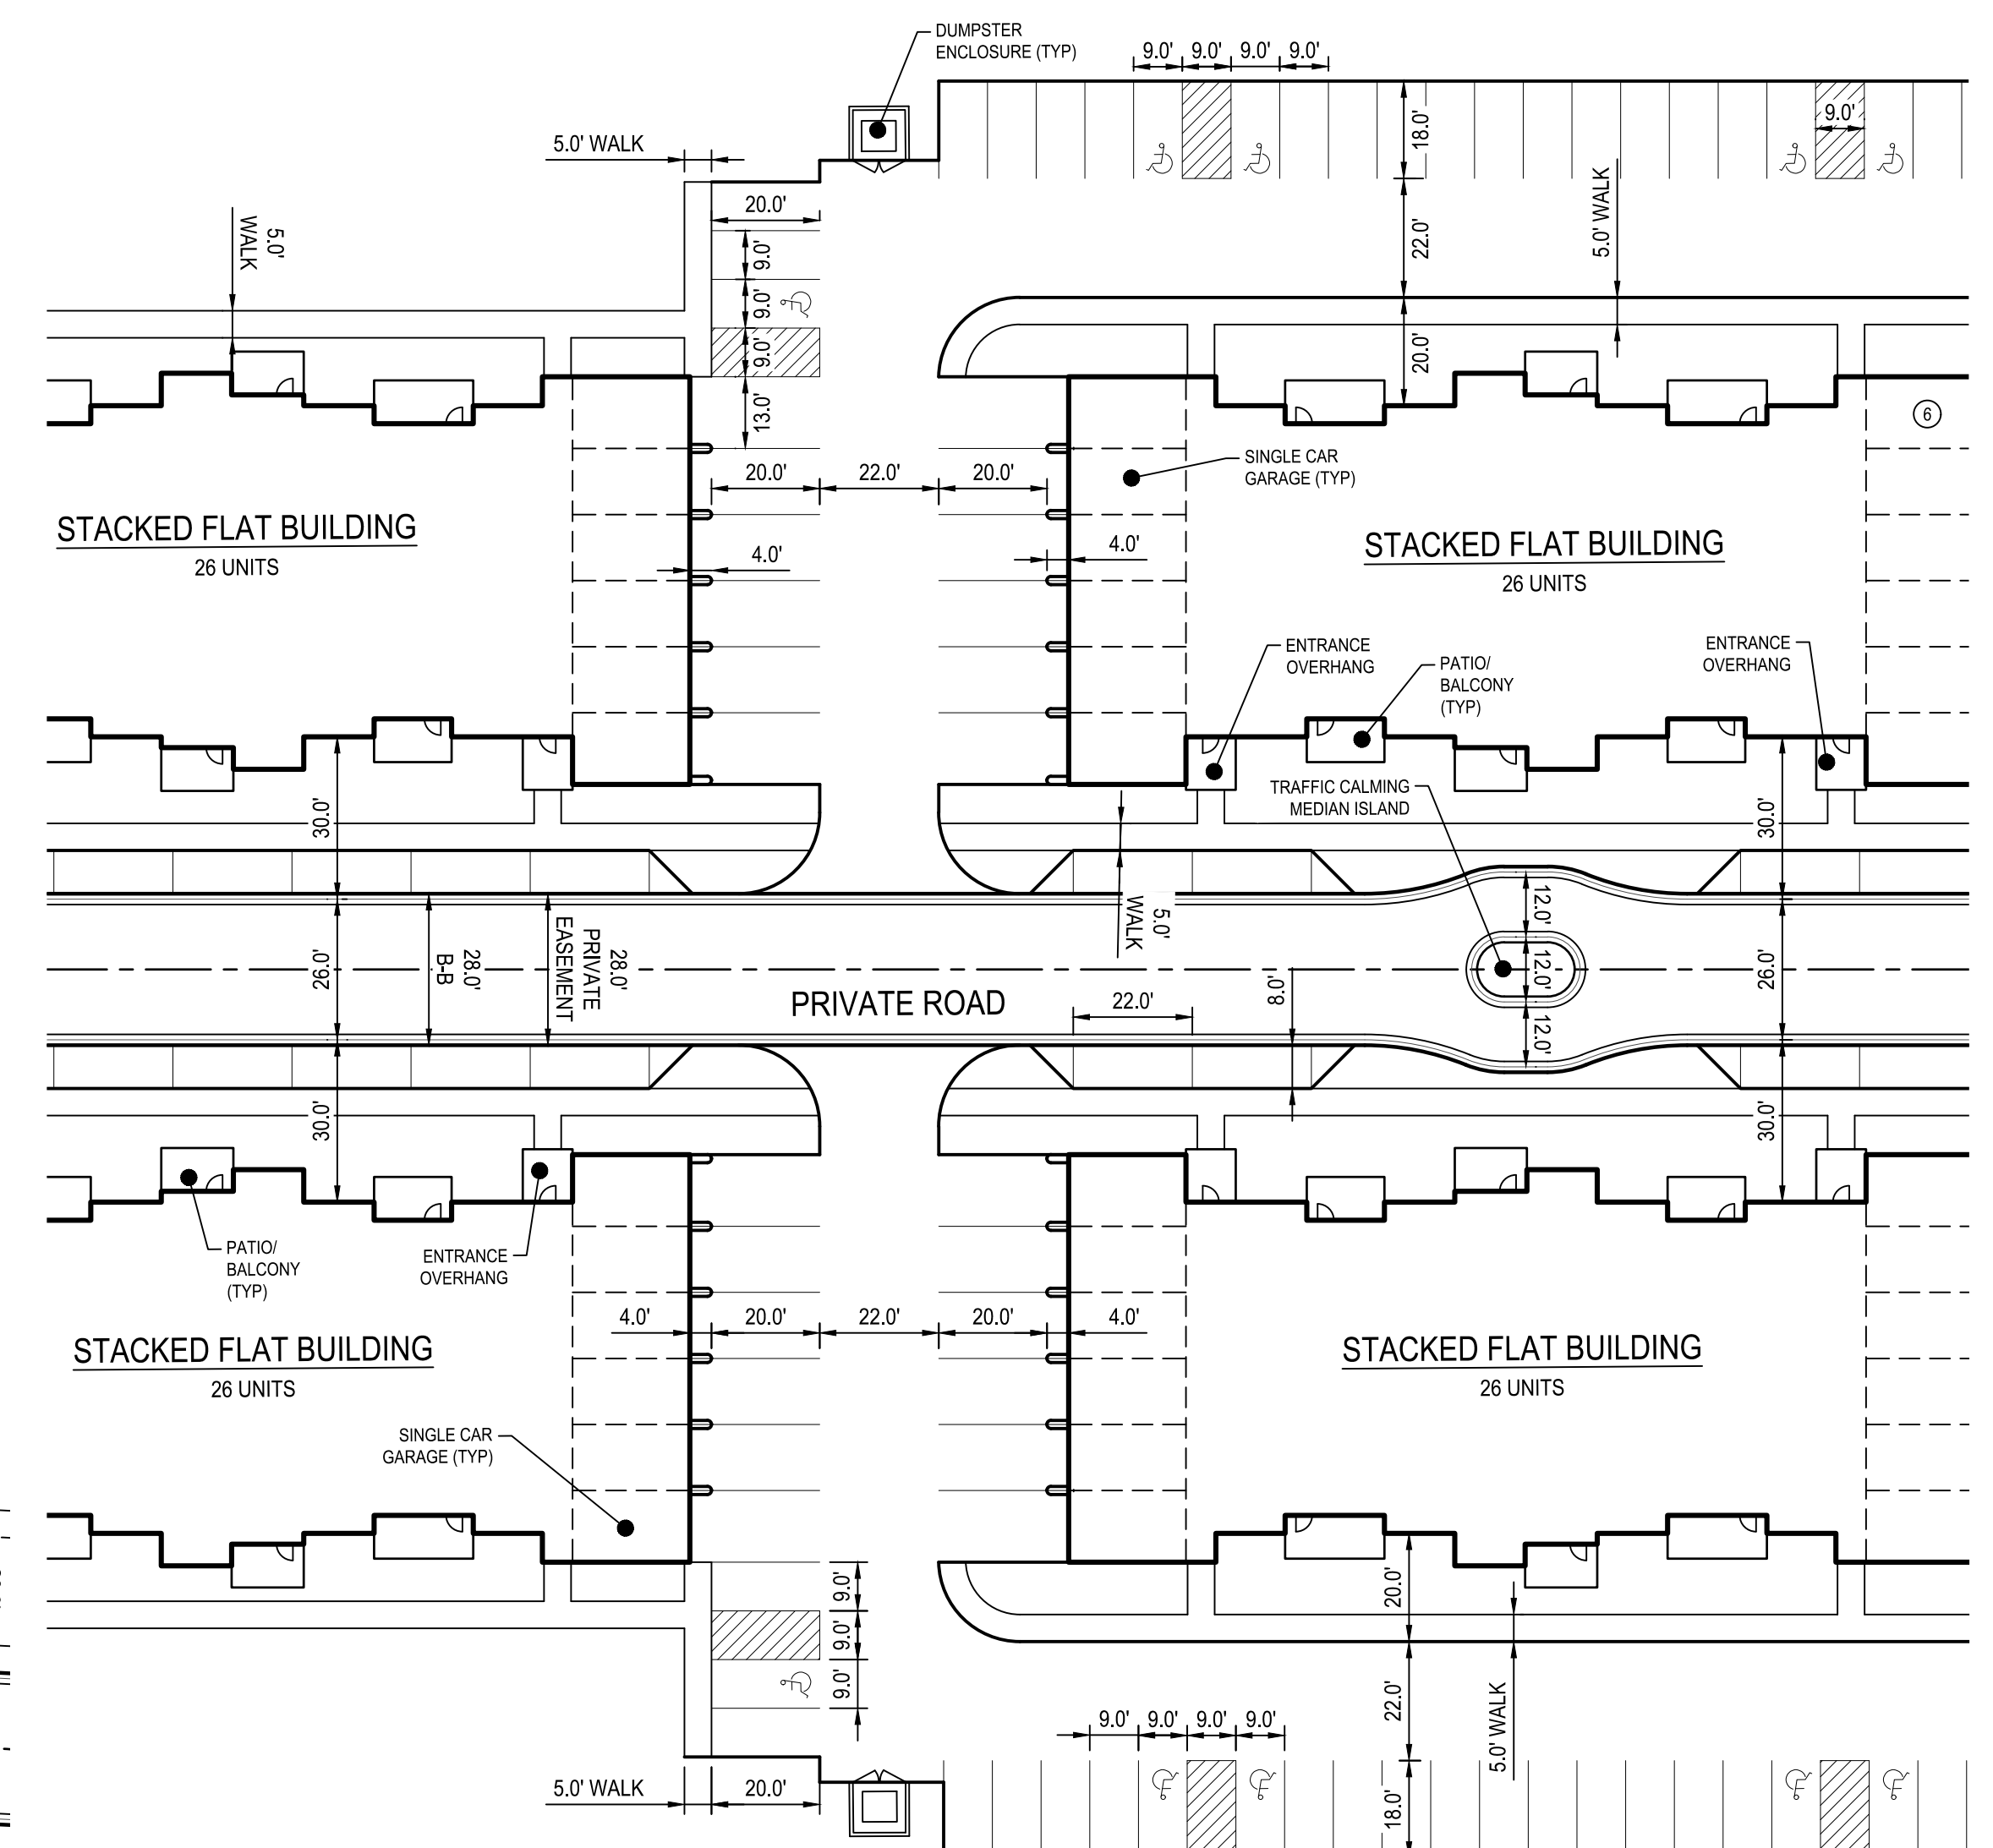 DUMPSTER
ENCLOSURE (TYP)
9.0' 9.0' 9.0' 9.0'
9.0'
18.0'
5.0' WALK
20.0'
5.0'
WALK
9.0'
9.0'
9.0'
13.0'
22.0'
5.0' WALK
20.0'
6
20.0' 22.0' 20.0'
SINGLE CAR
GARAGE (TYP)
STACKED FLAT BUILDING
26 UNITS
4.0'
4.0'
STACKED FLAT BUILDING
26 UNITS
ENTRANCE
OVERHANG
PATIO/
BALCONY
(TYP)
ENTRANCE
OVERHANG
TRAFFIC CALMING
MEDIAN ISLAND
30.0'
30.0'
26.0'
28.0'
B-B
28.0'
PRIVATE
EASEMENT
PRIVATE ROAD
5.0'
WALK
22.0'
8.0'
12.0'
12.0'
12.0'
26.0'
30.0'
30.0'
PATIO/
BALCONY
(TYP)
ENTRANCE
OVERHANG
4.0' 20.0' 22.0' 20.0' 4.0'
STACKED FLAT BUILDING
26 UNITS
STACKED FLAT BUILDING
26 UNITS
SINGLE CAR
GARAGE (TYP)
9.0'
9.0'
9.0'
20.0'
22.0'
5.0' WALK
9.0' 9.0' 9.0' 9.0'
5.0' WALK
20.0'
18.0'